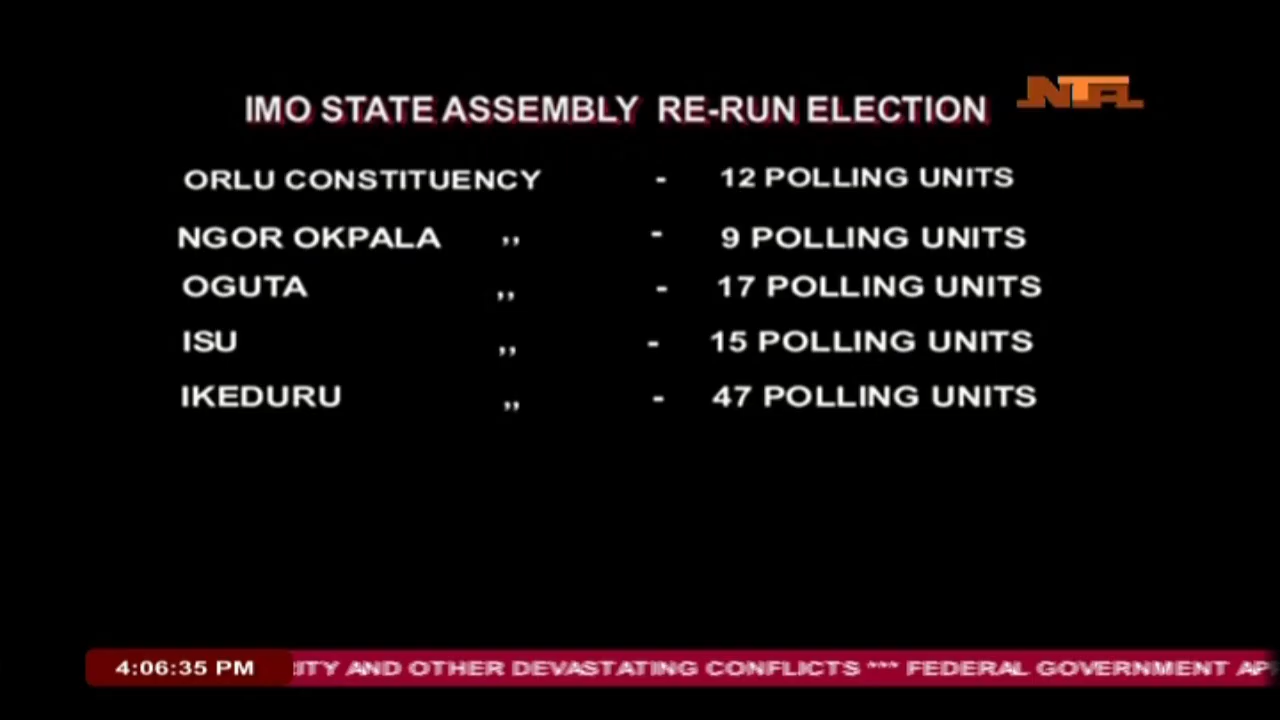 NTA
IMO STATE ASSEMBLY RE-RUN ELECTION
ORLU CONSTITUENCY - 12 POLLING UNITS
NGOR OKPALA ,, - 9 POLLING UNITS
OGUTA ,, - 17 POLLING UNITS
ISU ,, - 15 POLLING UNITS
IKEDURU ,, - 47 POLLING UNITS
4:06:35 PM RITY AND OTHER DEVASTATING CONFLICTS *** FEDERAL GOVERNMENT AP